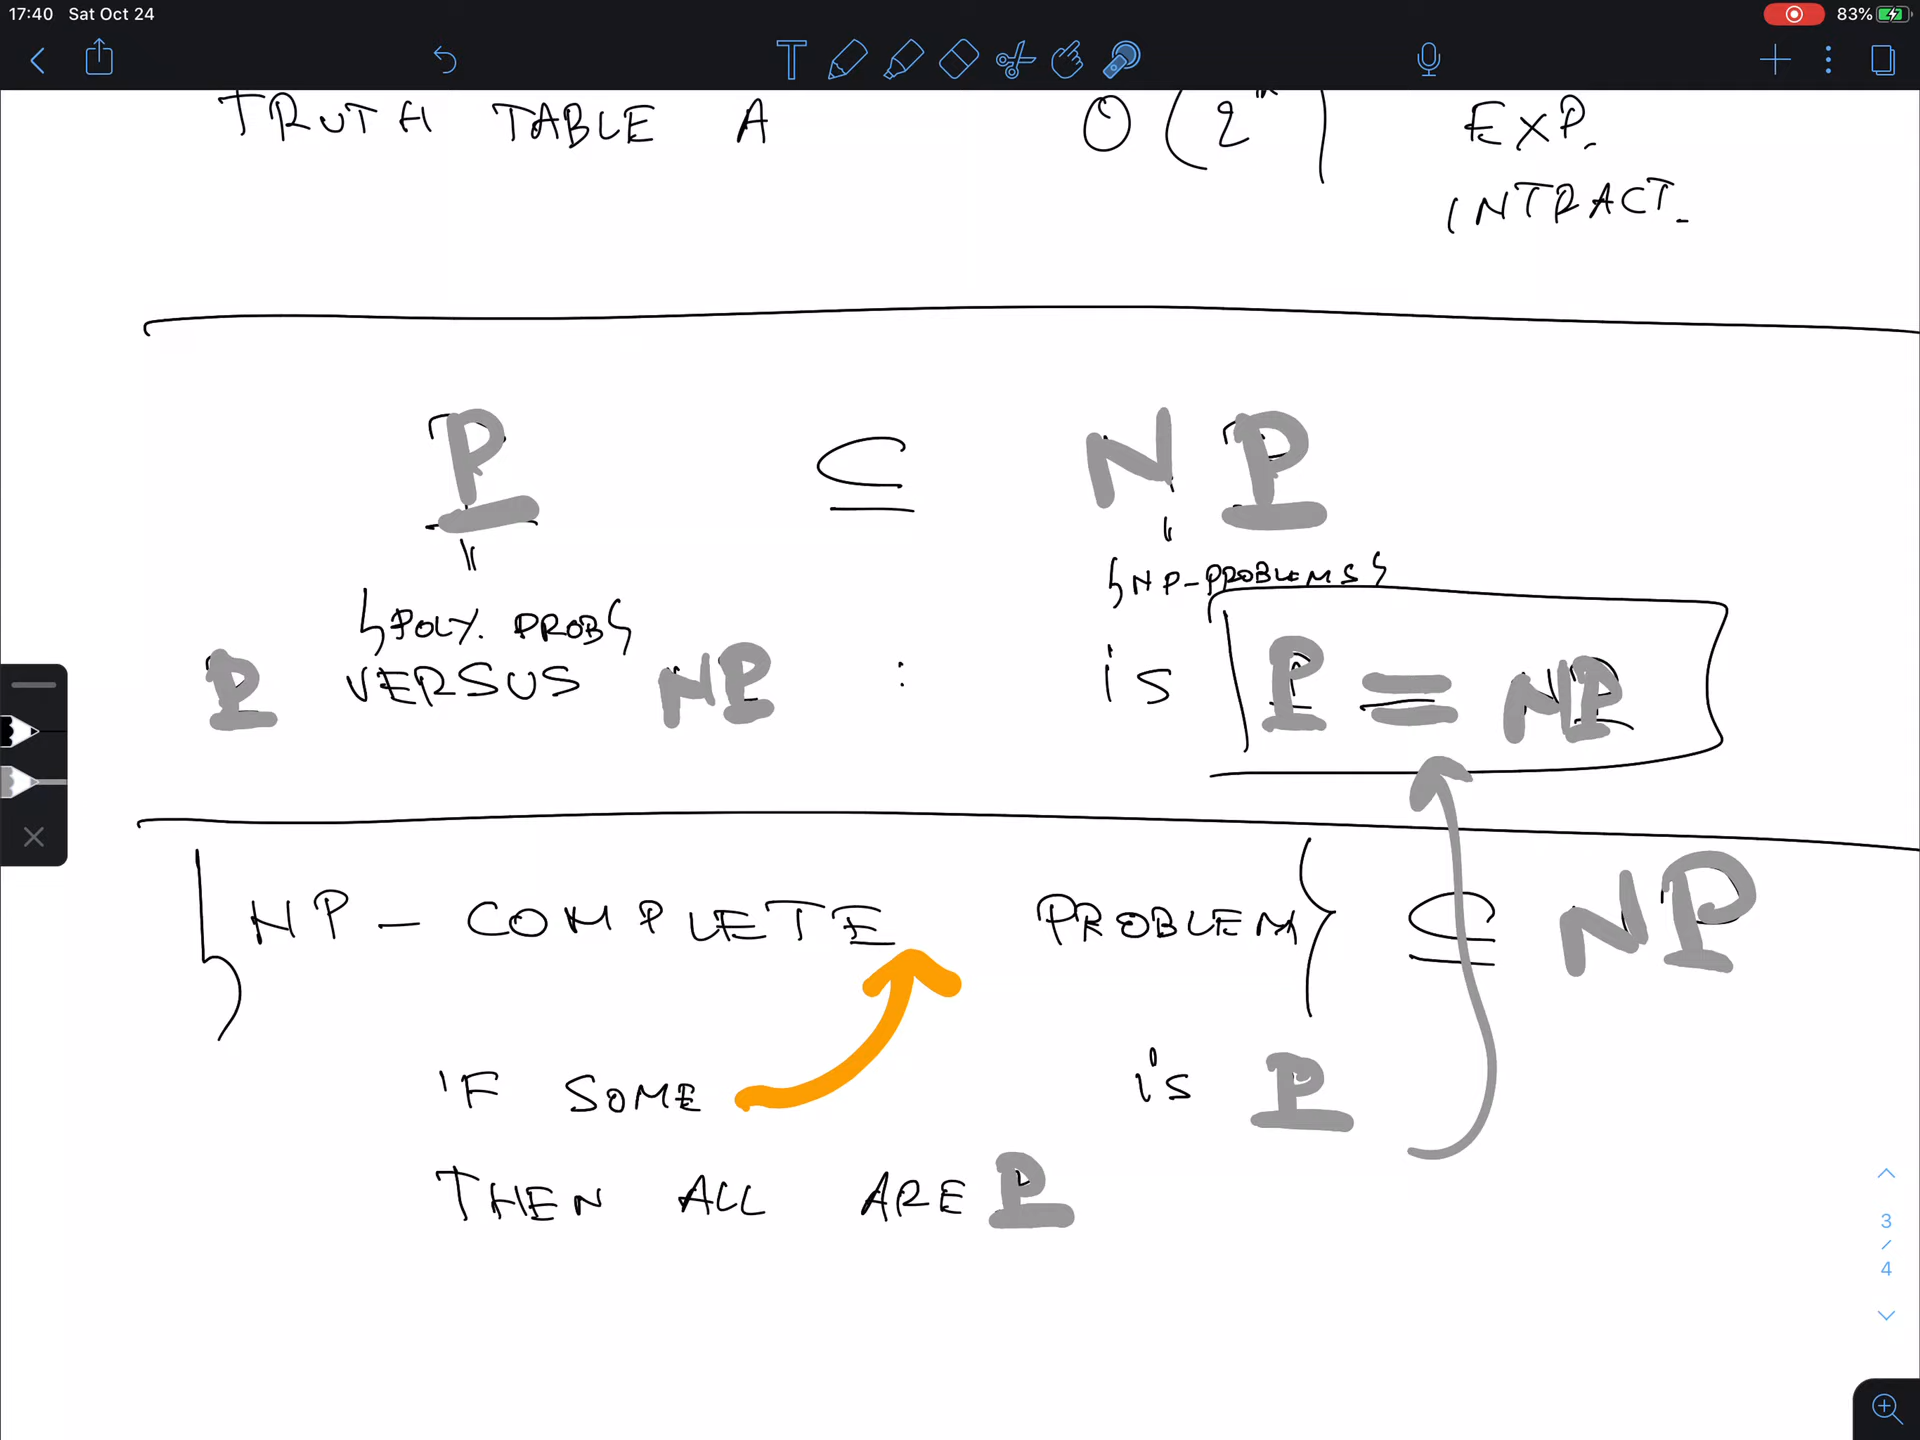 17:40 Sat Oct 24 83%
TRUTH TABLE A O(2ⁿ) EXP.
INTRACT.
P ⊆ NP
{POLY. PROB} {NP-PROBLEMS}
P VERSUS NP : is P = NP
{NP-COMPLETE PROBLEM} ⊆ NP
IF SOME is P
THEN ALL ARE P
3
/
4